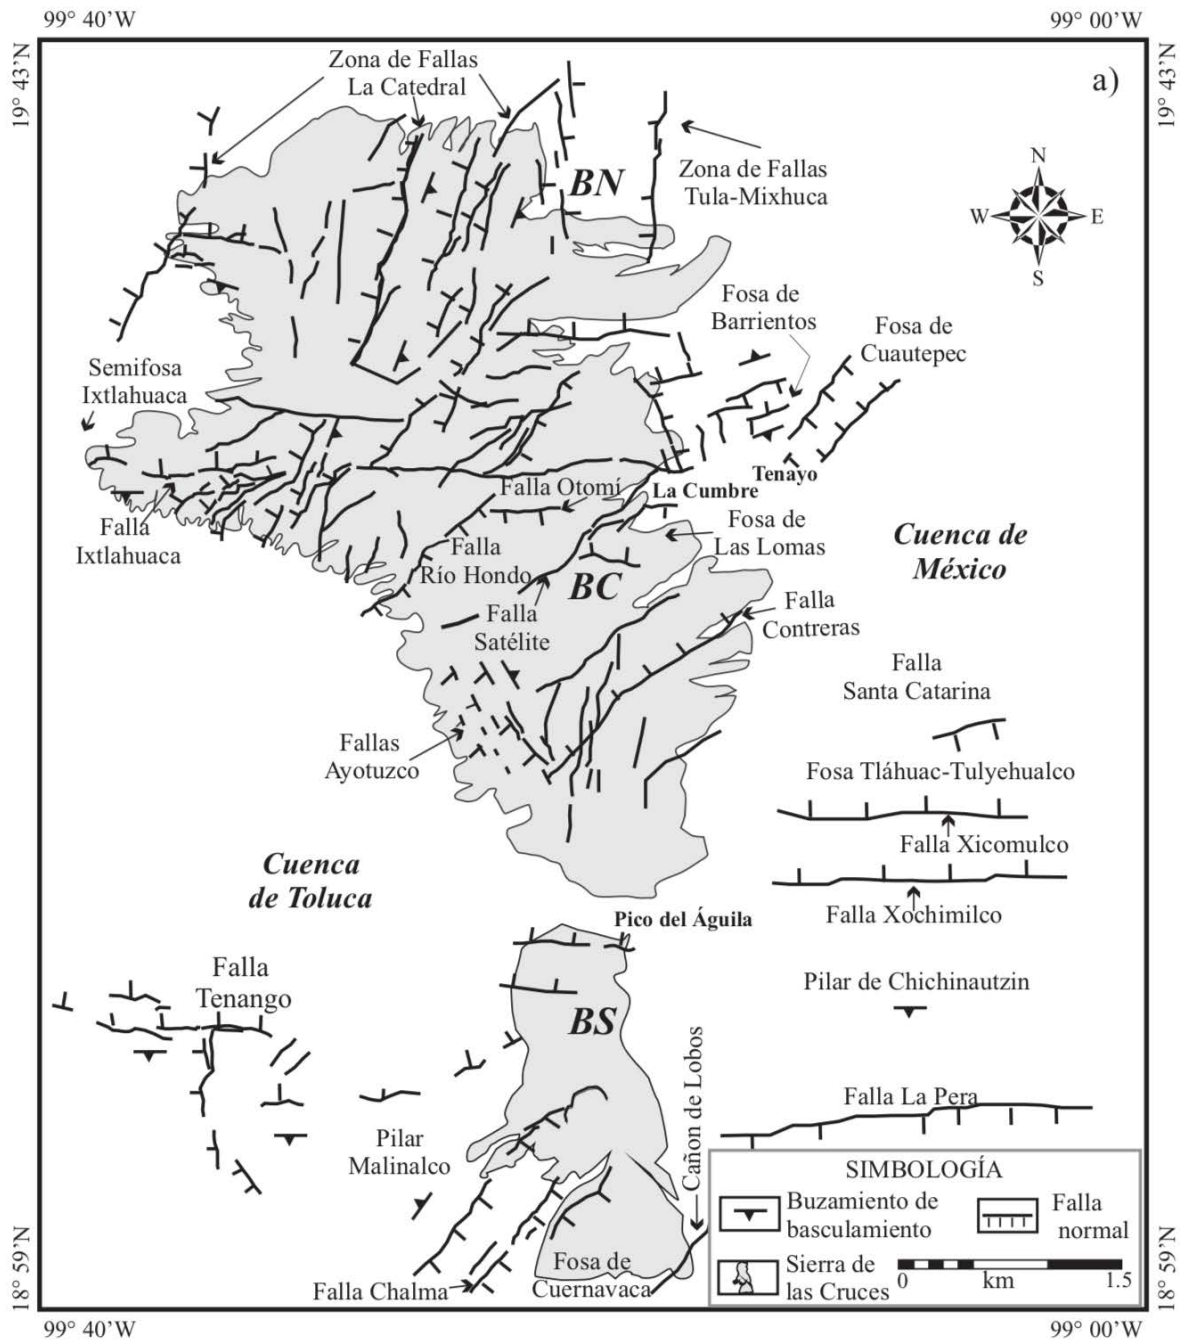 99° 40'W
99° 00'W
19° 43'N
19° 43'N
a)
Zona de Fallas
La Catedral
BN
Zona de Fallas
Tula-Mixhuca
N
W
E
S
Fosa de
Barrientos
Fosa de
Cuautepec
Semifosa
Ixtlahuaca
Tenayo
Falla Otomí
La Cumbre
Falla
Ixtlahuaca
Fosa de
Las Lomas
Cuenca de
México
Falla
Río Hondo
BC
Falla
Satélite
Falla
Contreras
Falla
Santa Catarina
Fallas
Ayotuzco
Fosa Tláhuac-Tulyehualco
Falla Xicomulco
Cuenca
de Toluca
Pico del Águila
Falla Xochimilco
Falla
Tenango
Pilar de Chichinautzin
BS
Cañon de Lobos
Falla La Pera
Pilar
Malinalco
SIMBOLOGÍA
Buzamiento de
basculamiento
Falla
normal
Sierra de
las Cruces
0
km
1.5
Fosa de
Cuernavaca
Falla Chalma
18° 59'N
18° 59'N
99° 40'W
99° 00'W